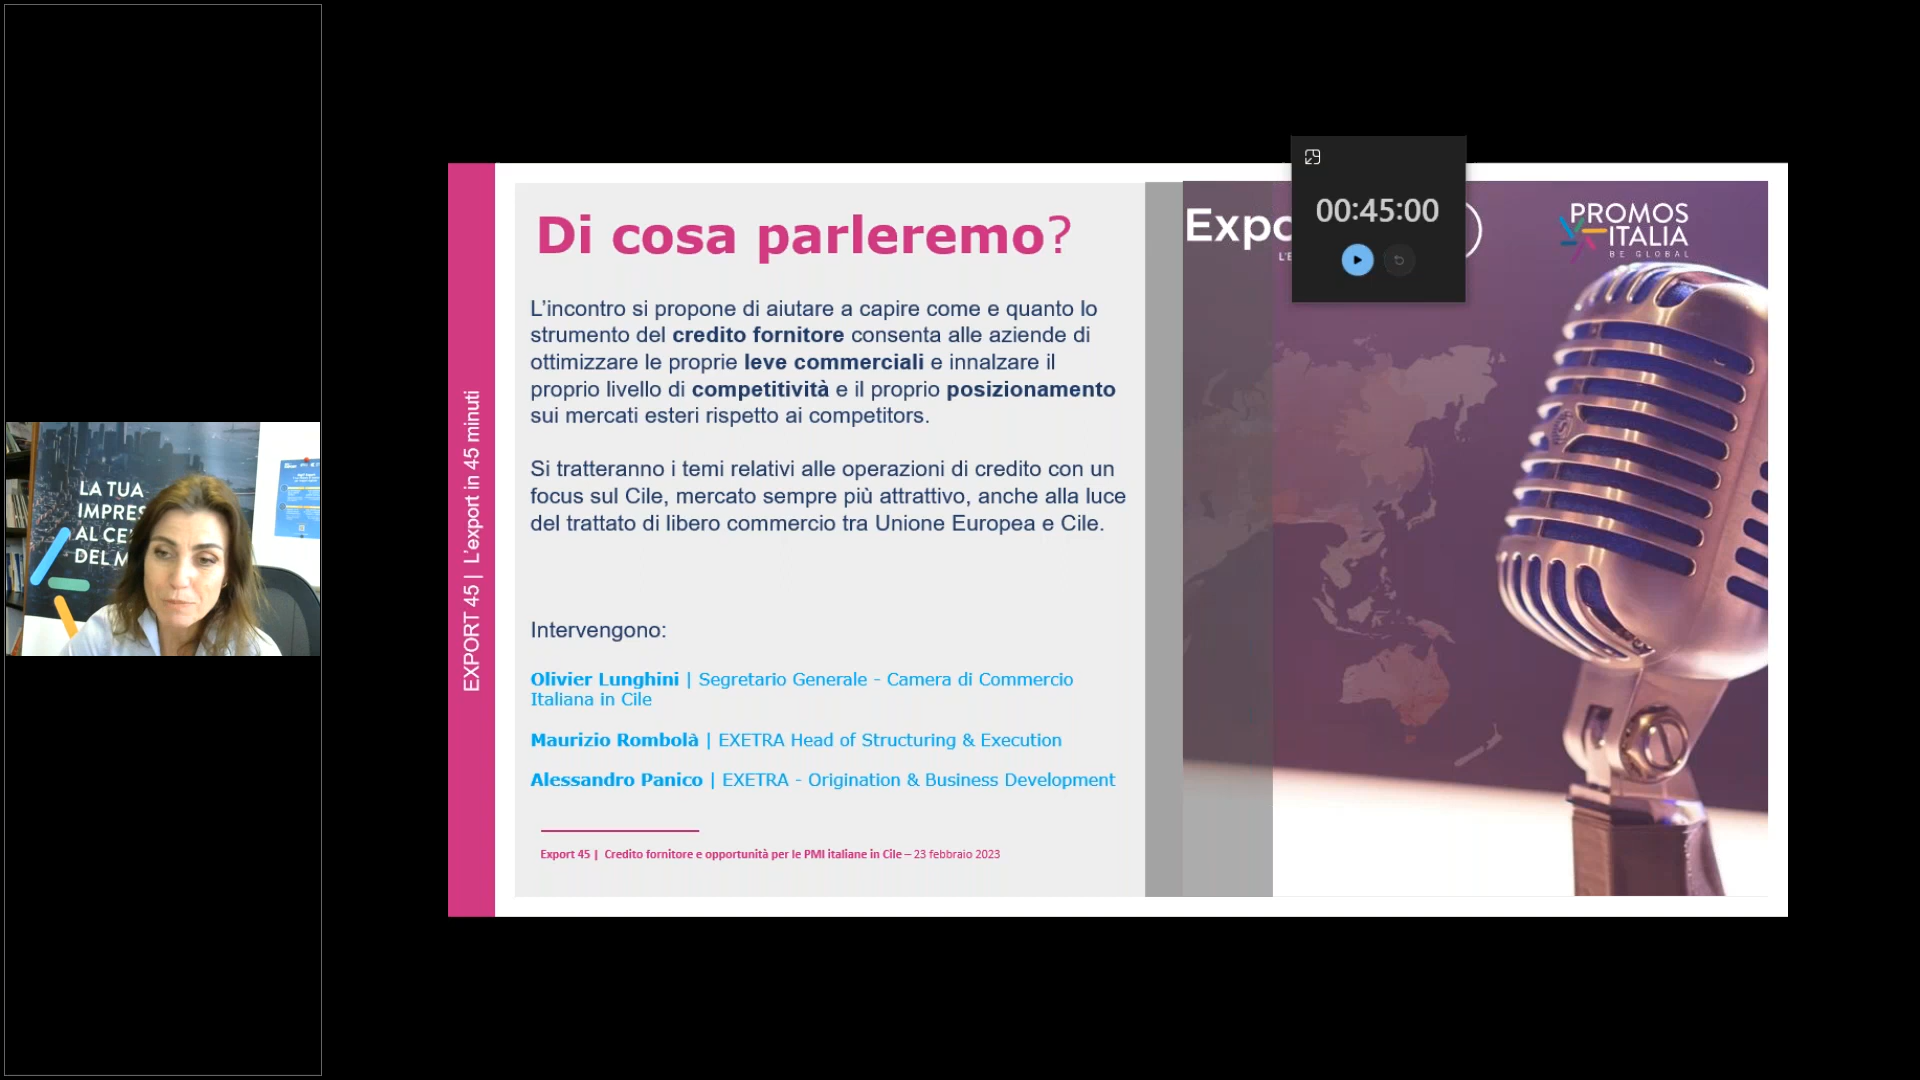 LA TUA
IMPRES
AL CE
DEL M
EXPORT 45 | L'export in 45 minuti
Di cosa parleremo?
L'incontro si propone di aiutare a capire come e quanto lo
strumento del credito fornitore consenta alle aziende di
ottimizzare le proprie leve commerciali e innalzare il
proprio livello di competitività e il proprio posizionamento
sui mercati esteri rispetto ai competitors.
Si tratteranno i temi relativi alle operazioni di credito con un
focus sul Cile, mercato sempre più attrattivo, anche alla luce
del trattato di libero commercio tra Unione Europea e Cile.
Intervengono:
Olivier Lunghini | Segretario Generale - Camera di Commercio
Italiana in Cile
Maurizio Rombolà | EXETRA Head of Structuring & Execution
Alessandro Panico | EXETRA - Origination & Business Development
Export 45 | Credito fornitore e opportunità per le PMI italiane in Cile – 23 febbraio 2023
Expo
L'E
00:45:00
PROMOS
ITALIA
BE GLOBAL